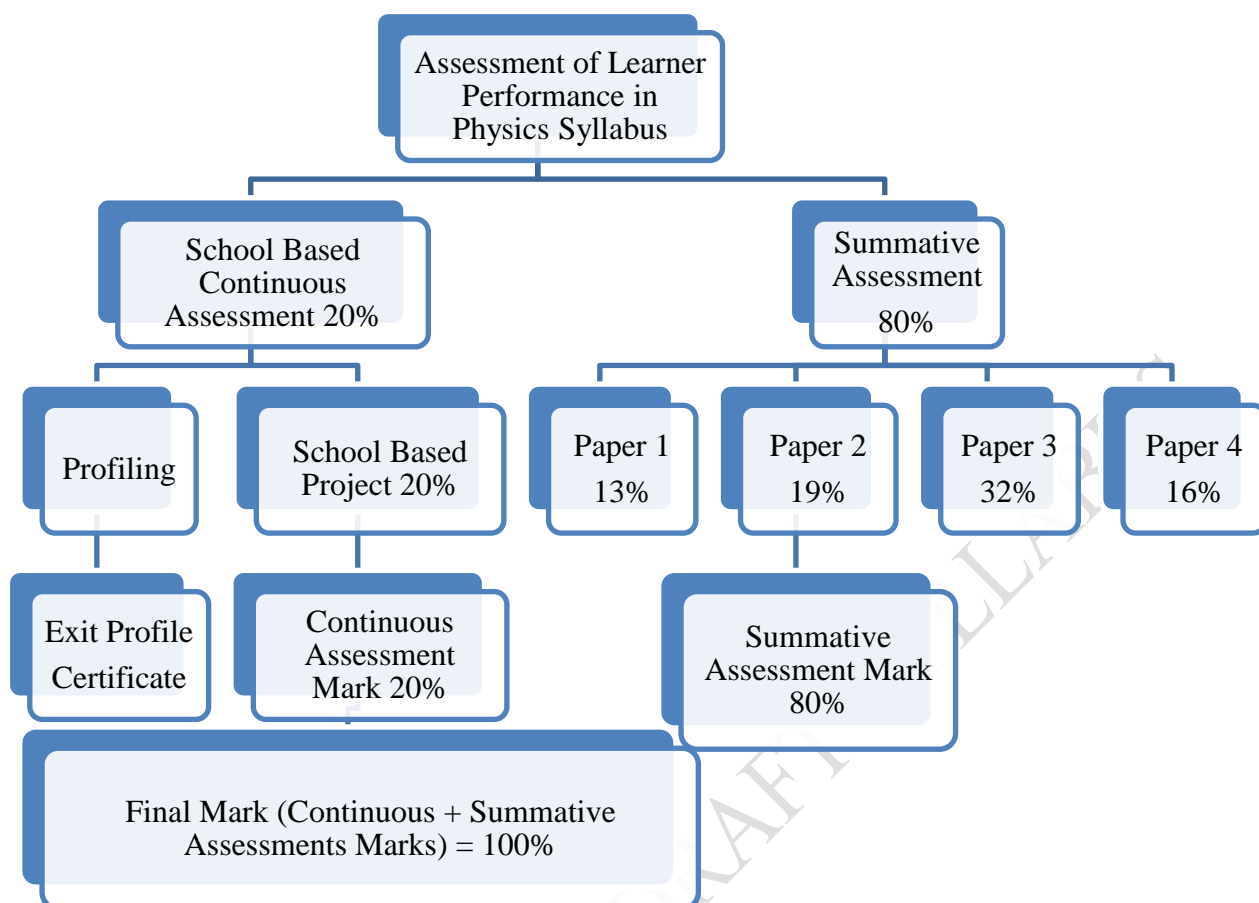 Assessment of Learner
Performance in
Physics Syllabus
School Based
Continuous
Assessment 20%
Summative
Assessment
80%
Profiling
School Based
Project 20%
Paper 1
13%
Paper 2
19%
Paper 3
32%
Paper 4
16%
Exit Profile
Certificate
Continuous
Assessment
Mark 20%
Summative
Assessment Mark
80%
Final Mark (Continuous + Summative
Assessments Marks) = 100%